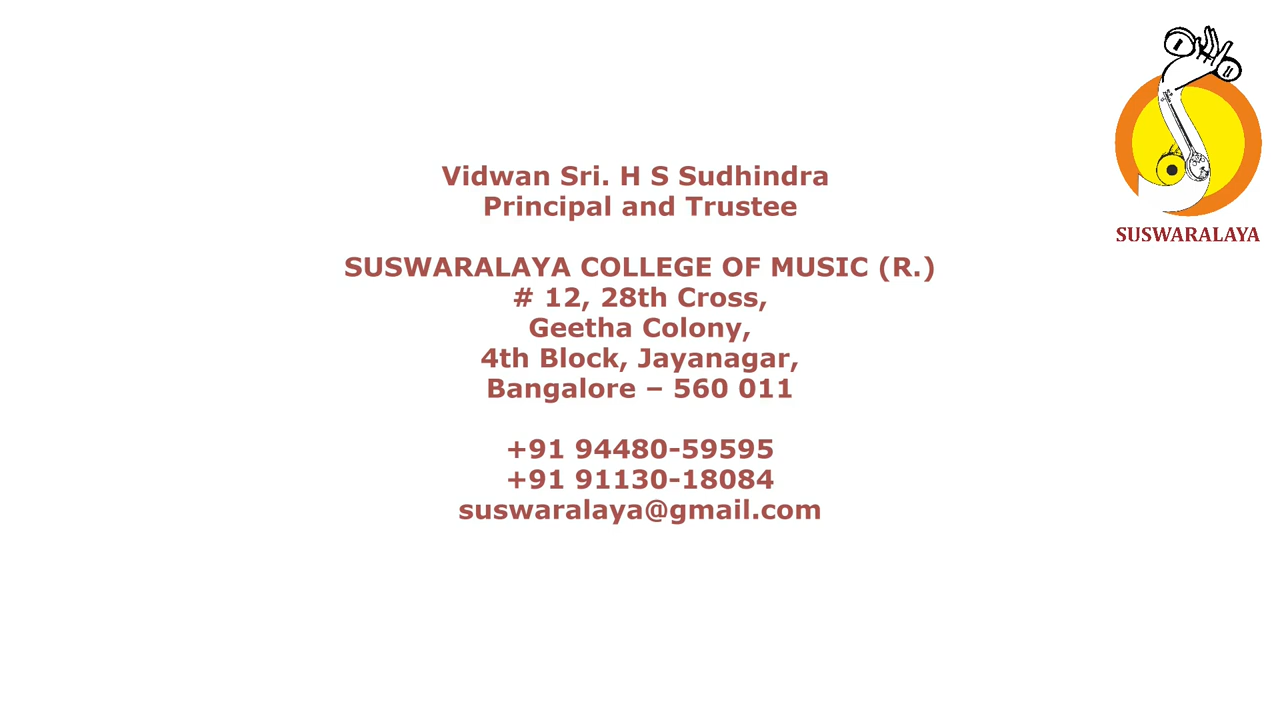 SUSWARALAYA
Vidwan Sri. H S Sudhindra
Principal and Trustee
SUSWARALAYA COLLEGE OF MUSIC (R.)
# 12, 28th Cross,
Geetha Colony,
4th Block, Jayanagar,
Bangalore – 560 011
+91 94480-59595
+91 91130-18084
suswaralaya@gmail.com